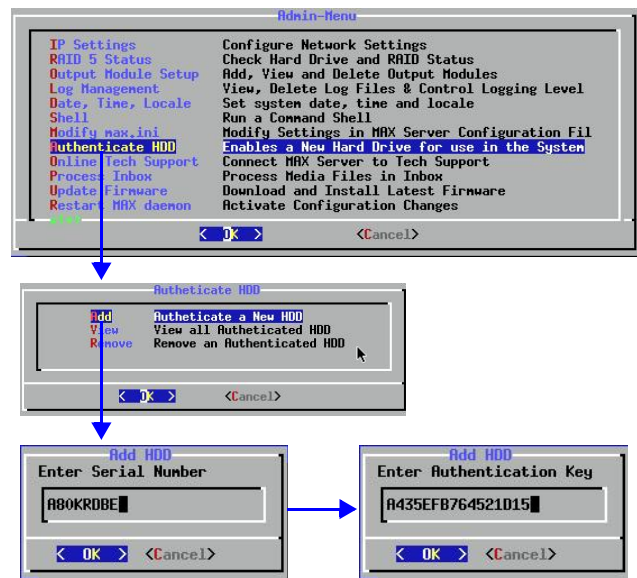 Admin-Menu
IP Settings Configure Network Settings
RAID 5 Status Check Hard Drive and RAID Status
Output Module Setup Add, View and Delete Output Modules
Log Management View, Delete Log Files & Control Logging Level
Date, Time, Locale Set system date, time and locale
Shell Run a Command Shell
Modify max.ini Modify Settings in MAX Server Configuration Fil
Authenticate HDD Enables a New Hard Drive for use in the System
Online Tech Support Connect MAX Server to Tech Support
Process Inbox Process Media Files in Inbox
Update Firmware Download and Install Latest Firmware
Restart MAX daemon Activate Configuration Changes
< OK > <Cancel>
Autheticate HDD
Add Autheticate a New HDD
View View all Autheticated HDD
Remove Remove an Authenticated HDD
< OK > <Cancel>
Add HDD
Enter Serial Number
A80KRDBE
< OK > <Cancel>
Add HDD
Enter Authentication Key
A435EFB764521D15
< OK > <Cancel>